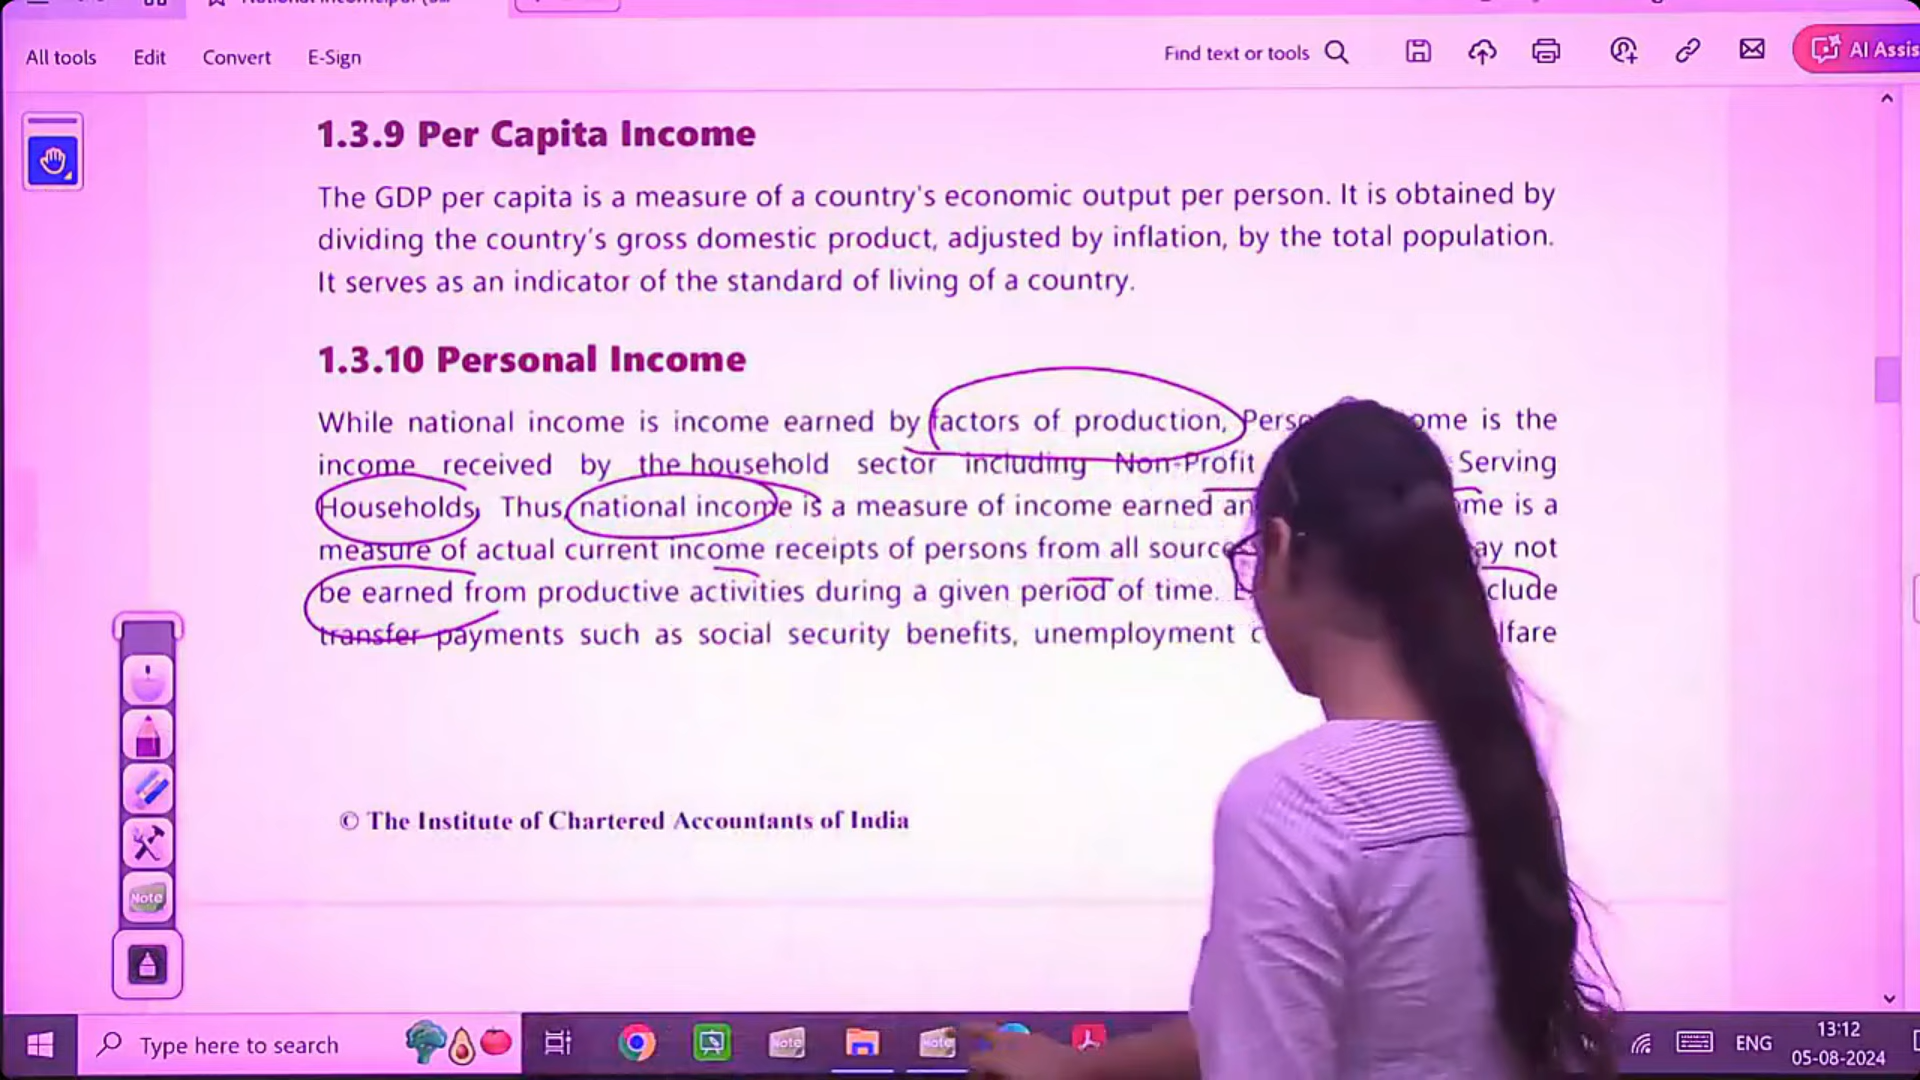 All tools Edit Convert E-Sign Find text or tools AI Assis
1.3.9 Per Capita Income
The GDP per capita is a measure of a country's economic output per person. It is obtained by
dividing the country's gross domestic product, adjusted by inflation, by the total population.
It serves as an indicator of the standard of living of a country.
1.3.10 Personal Income
While national income is income earned by factors of production, Perso ome is the
income received by the household sector including Non-Profit Serving
Households. Thus, national income is a measure of income earned an me is a
measure of actual current income receipts of persons from all source ay not
be earned from productive activities during a given period of time. clude
transfer payments such as social security benefits, unemployment c lfare
Note
© The Institute of Chartered Accountants of India
Type here to search Note Note ENG 13:12
05-08-2024